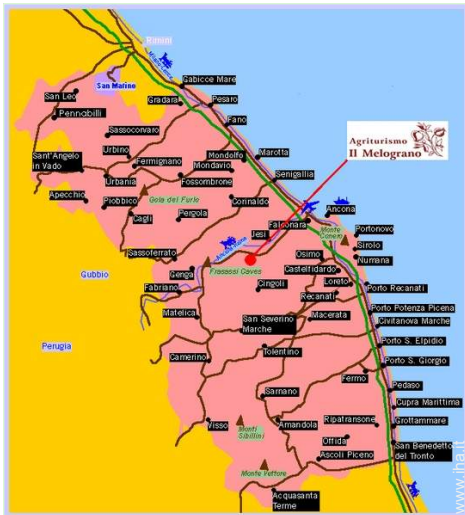 Rimini
San Marino
Gabicce Mare
San Leo
Gradara
Pesaro
Pennabilli
Fano
Sassocorvaro
Agriturismo
Il Melograno
Urbino
Mondolfo
Marotta
Sant'Angelo
in Vado
Fermignano
Mondavio
Senigallia
Urbania
Fossombrone
Apecchio
Piobbico
Gola del Furlo
Corinaldo
Ancona
Cagli
Pergola
Falconara
Portonovo
Jesi
Monte
Conero
Sirolo
Sassoferrato
Osimo
Numana
Genga
Frasassi Caves
Castelfidardo
Gubbio
Loreto
Fabriano
Cingoli
Porto Recanati
Recanati
Matelica
San Severino
Marche
Macerata
Porto Potenza Picena
Civitanova Marche
Perugia
Porto S. Elpidio
Camerino
Tolentino
Porto S. Giorgio
Fermo
Pedaso
Sarnano
Cupra Marittima
Visso
Monti
Sibillini
Amandola
Ripatransone
Grottammare
Offida
San Benedetto
del Tronto
Ascoli Piceno
Monte Vettore
Acquasanta
Terme
www.iha.it